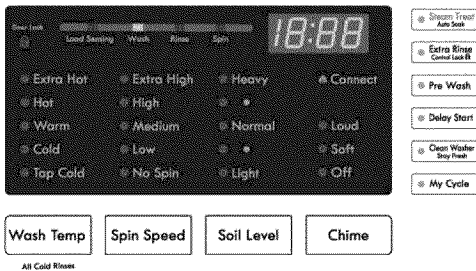 Door Lock
Load Sensing Wash Rinse Spin
18:88
Extra Hot Extra High Heavy Connect
Hot High
Warm Medium Normal Loud
Cold Low Soft
Tap Cold No Spin Light Off
Steam Treat
Auto Soak
Extra Rinse
Control Lock
Pre Wash
Delay Start
Clean Washer
Stay Fresh
My Cycle
Wash Temp Spin Speed Soil Level Chime
All Cold Rinses